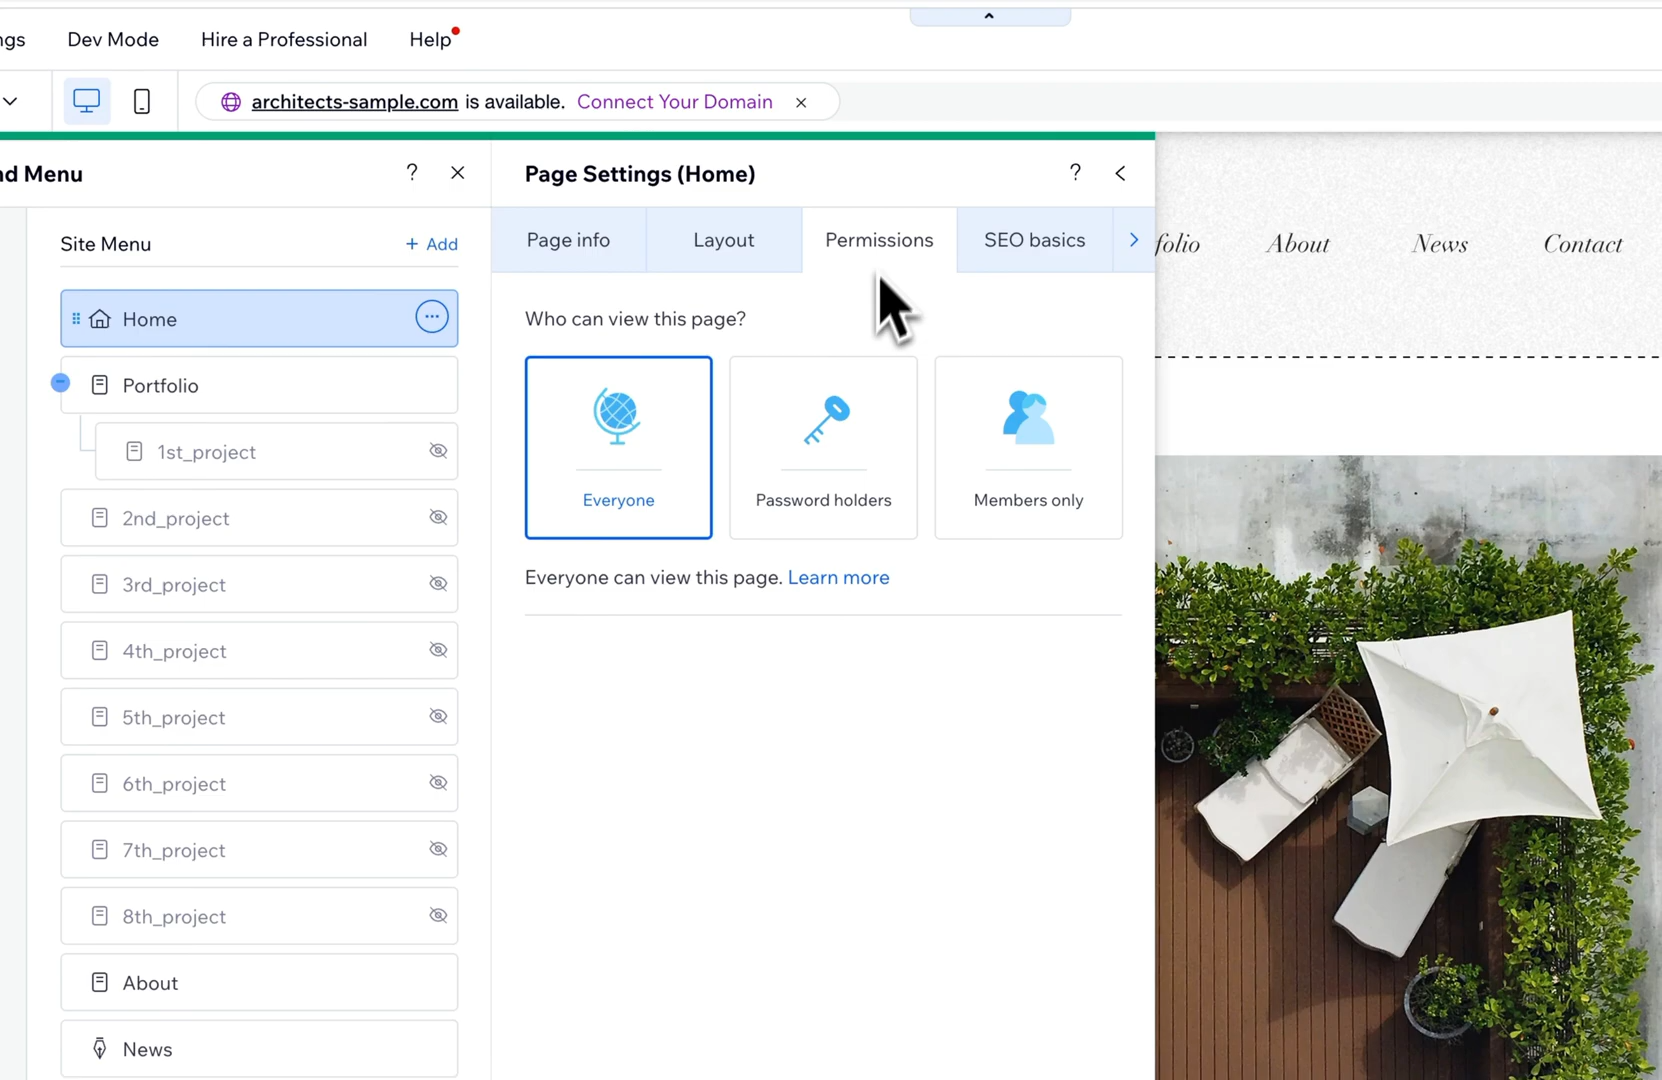 ngs Dev Mode Hire a Professional Help
architects-sample.com is available. Connect Your Domain
nd Menu ?
Site Menu + Add
Home
Portfolio
1st_project
2nd_project
3rd_project
4th_project
5th_project
6th_project
7th_project
8th_project
About
News
Page Settings (Home) ?
Page info Layout Permissions SEO basics
Who can view this page?
Everyone Password holders Members only
Everyone can view this page. Learn more
folio About News Contact